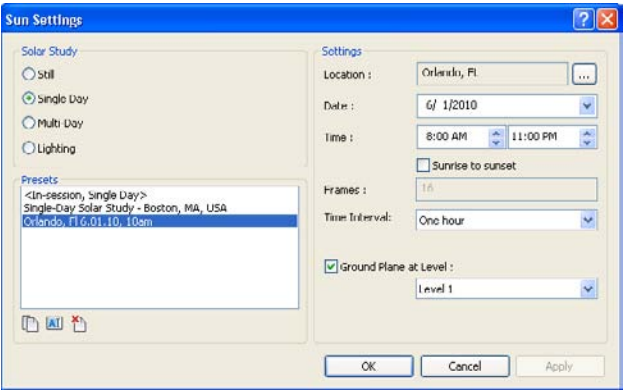 Sun Settings
Solar Study
Still
Single Day
Multi-Day
Lighting
Presets
<In-session, Single Day>
Single-Day Solar Study - Boston, MA, USA
Orlando, Fl 6.01.10, 10am
Settings
Location :
Orlando, FL
...
Date :
6/ 1/2010
Time :
8:00 AM
11:00 PM
Sunrise to sunset
Frames :
16
Time Interval:
One hour
Ground Plane at Level :
Level 1
OK
Cancel
Apply